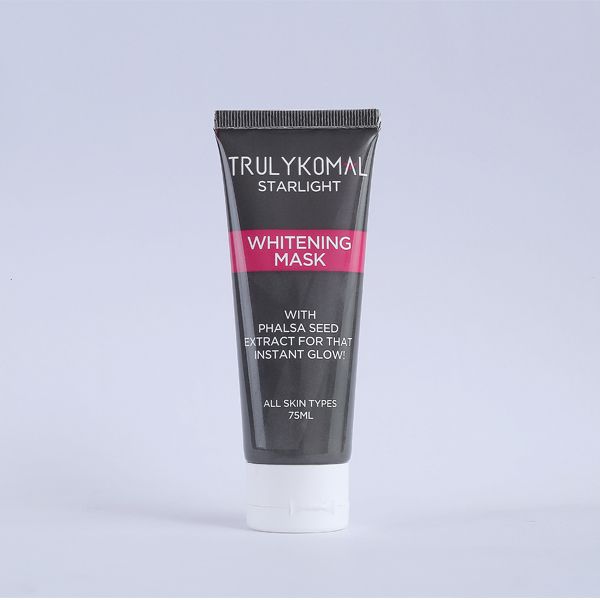 TRULYKOMAL
STARLIGHT
WHITENING
MASK
WITH
PHALSA SEED
EXTRACT FOR THAT
INSTANT GLOW!
ALL SKIN TYPES
75ML